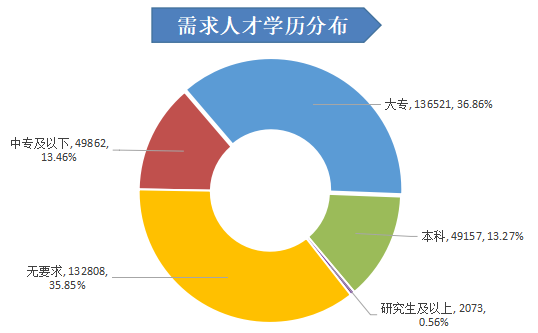 需求人才学历分布
大专, 136521, 36.86%
中专及以下, 49862,
13.46%
本科, 49157, 13.27%
无要求, 132808,
35.85%
研究生及以上, 2073,
0.56%